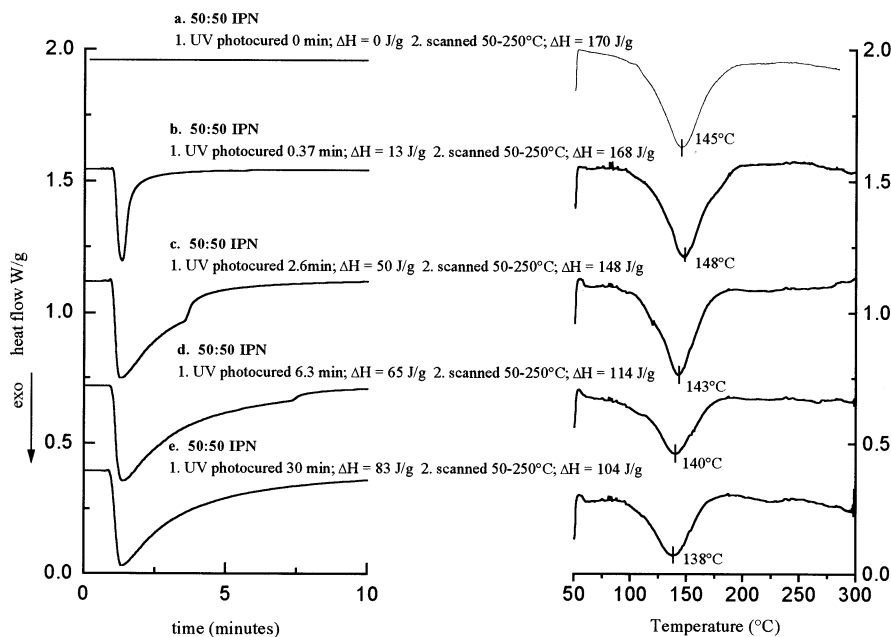 a. 50:50 IPN
1. UV photocured 0 min; ΔH = 0 J/g 2. scanned 50-250°C; ΔH = 170 J/g
b. 50:50 IPN
1. UV photocured 0.37 min; ΔH = 13 J/g 2. scanned 50-250°C; ΔH = 168 J/g
c. 50:50 IPN
1. UV photocured 2.6min; ΔH = 50 J/g 2. scanned 50-250°C; ΔH = 148 J/g
d. 50:50 IPN
1. UV photocured 6.3 min; ΔH = 65 J/g 2. scanned 50-250°C; ΔH = 114 J/g
e. 50:50 IPN
1. UV photocured 30 min; ΔH = 83 J/g 2. scanned 50-250°C; ΔH = 104 J/g
exo heat flow W/g
2.0
1.5
1.0
0.5
0.0
0 5 10
time (minutes)
145°C
148°C
143°C
140°C
138°C
2.0
1.5
1.0
0.5
0.0
50 100 150 200 250 300
Temperature (°C)